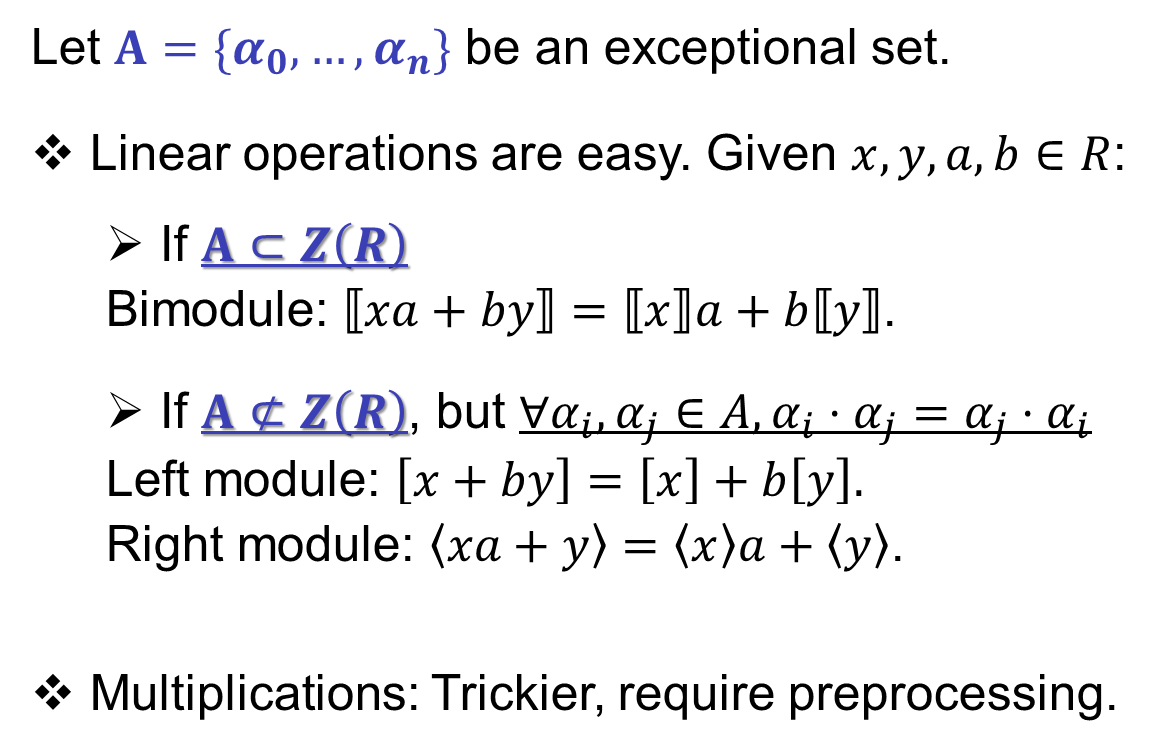 Let A = {α₀, ..., αₙ} be an exceptional set.
❖ Linear operations are easy. Given x, y, a, b ∈ R:
➢ If A ⊂ Z(R)
Bimodule: ⟦xa + by⟧ = ⟦x⟧a + b⟦y⟧.
➢ If A ⊄ Z(R), but ∀αᵢ, αⱼ ∈ A, αᵢ · αⱼ = αⱼ · αᵢ
Left module: [x + by] = [x] + b[y].
Right module: ⟨xa + y⟩ = ⟨x⟩a + ⟨y⟩.
❖ Multiplications: Trickier, require preprocessing.